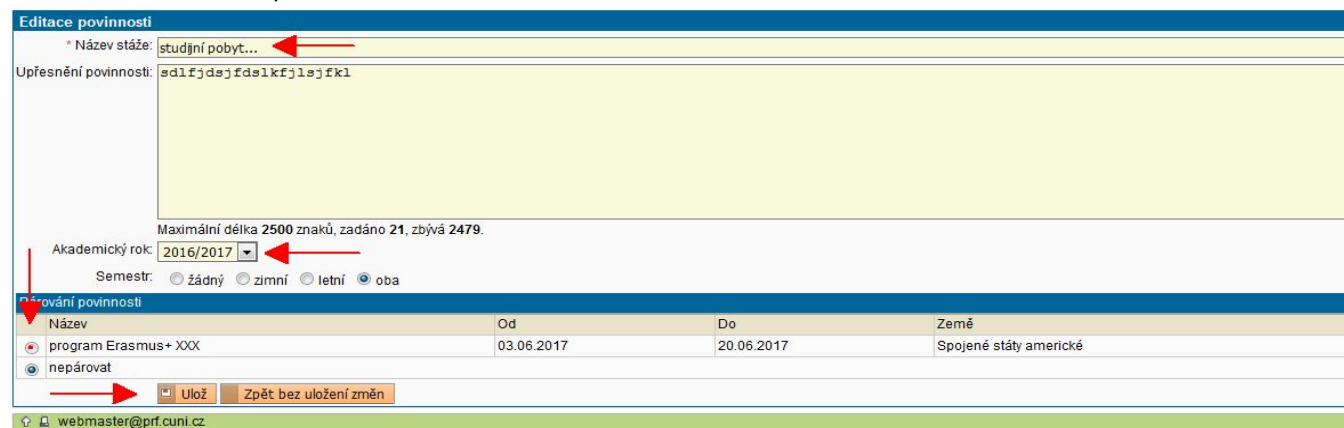 Editace povinnosti
* Název stáže: studijní pobyt...
Upřesnění povinnosti: sdlfjdsjfdslkfjlsjfkl
Maximální délka 2500 znaků, zadáno 21, zbývá 2479.
Akademický rok: 2016/2017
Semestr: žádný zimní letní oba
Párování povinnosti
Název Od Do Země
program Erasmus+ XXX 03.06.2017 20.06.2017 Spojené státy americké
nepárovat
Ulož Zpět bez uložení změn
webmaster@prf.cuni.cz